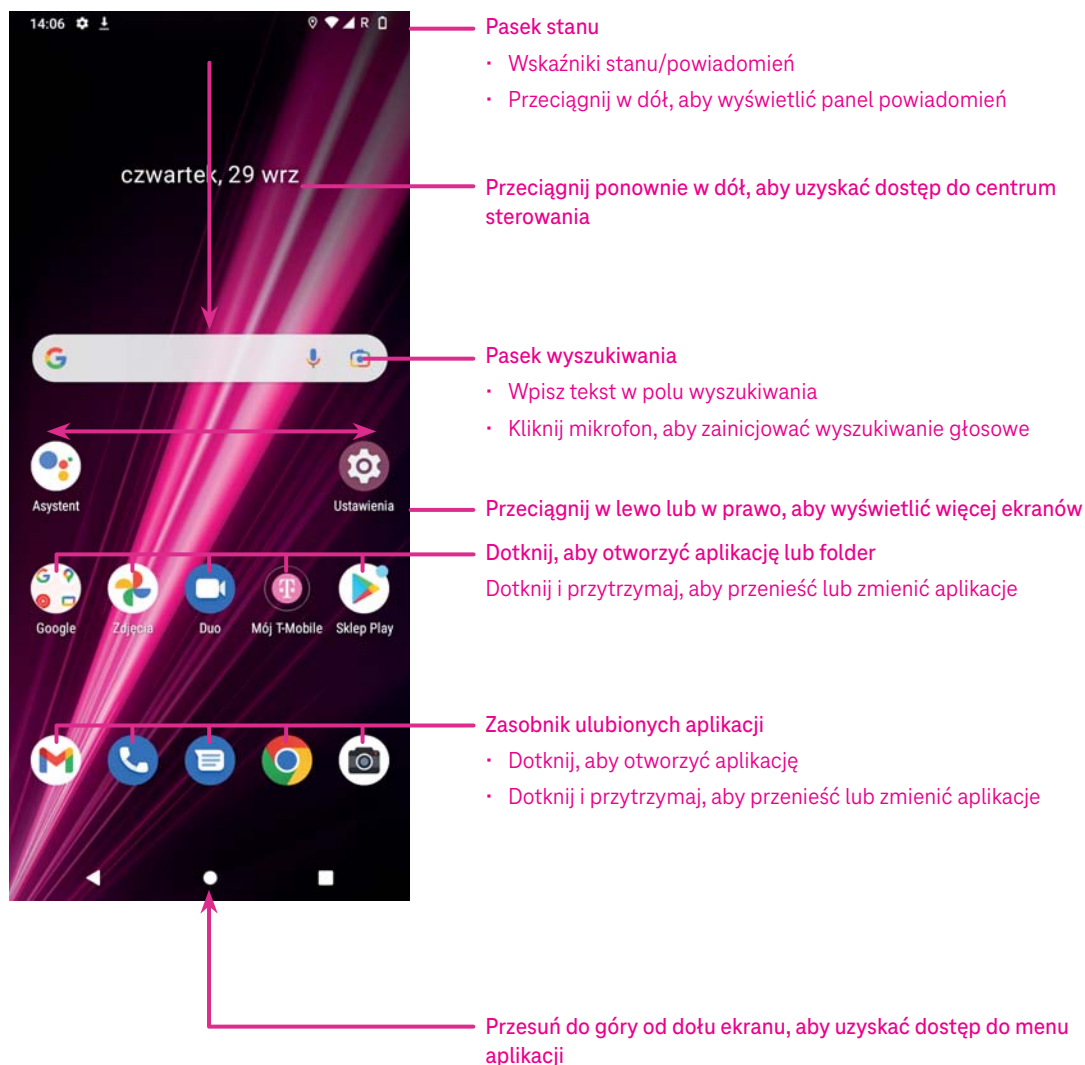 14:06
R
Pasek stanu
· Wskaźniki stanu/powiadomień
· Przeciągnij w dół, aby wyświetlić panel powiadomień
czwartek, 29 wrz
Przeciągnij ponownie w dół, aby uzyskać dostęp do centrum
sterowania
Pasek wyszukiwania
· Wpisz tekst w polu wyszukiwania
· Kliknij mikrofon, aby zainicjować wyszukiwanie głosowe
Asystent
Ustawienia
Przeciągnij w lewo lub w prawo, aby wyświetlić więcej ekranów
Dotknij, aby otworzyć aplikację lub folder
Dotknij i przytrzymaj, aby przenieść lub zmienić aplikacje
Google
Zdjęcia
Duo
Mój T-Mobile
Sklep Play
Zasobnik ulubionych aplikacji
· Dotknij, aby otworzyć aplikację
· Dotknij i przytrzymaj, aby przenieść lub zmienić aplikacje
Przesuń do góry od dołu ekranu, aby uzyskać dostęp do menu
aplikacji